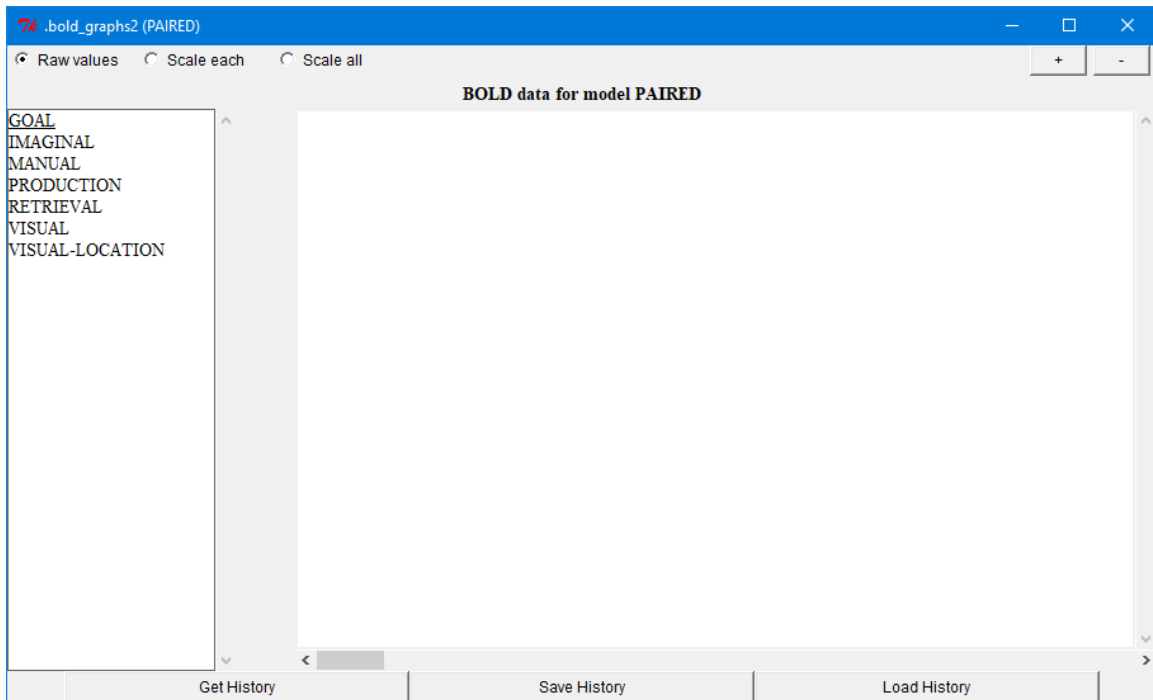 .bold_graphs2 (PAIRED)
Raw values Scale each Scale all + -
BOLD data for model PAIRED
GOAL
IMAGINAL
MANUAL
PRODUCTION
RETRIEVAL
VISUAL
VISUAL-LOCATION
Get History Save History Load History